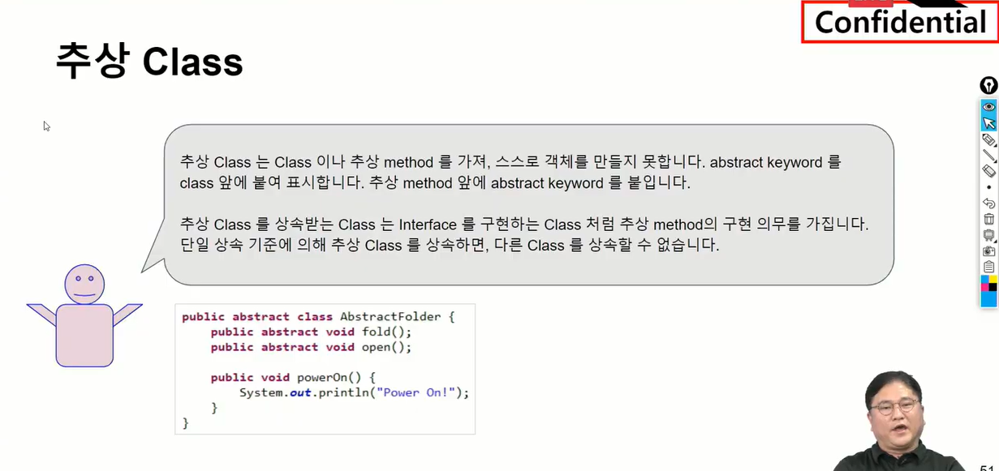 Confidential
추상 Class
추상 Class 는 Class 이나 추상 method 를 가져, 스스로 객체를 만들지 못합니다. abstract keyword 를
class 앞에 붙여 표시합니다. 추상 method 앞에 abstract keyword 를 붙입니다.
추상 Class 를 상속받는 Class 는 Interface 를 구현하는 Class 처럼 추상 method의 구현 의무를 가집니다.
단일 상속 기준에 의해 추상 Class 를 상속하면, 다른 Class 를 상속할 수 없습니다.
public abstract class AbstractFolder {
public abstract void fold();
public abstract void open();
public void powerOn() {
System.out.println("Power On!");
}
}